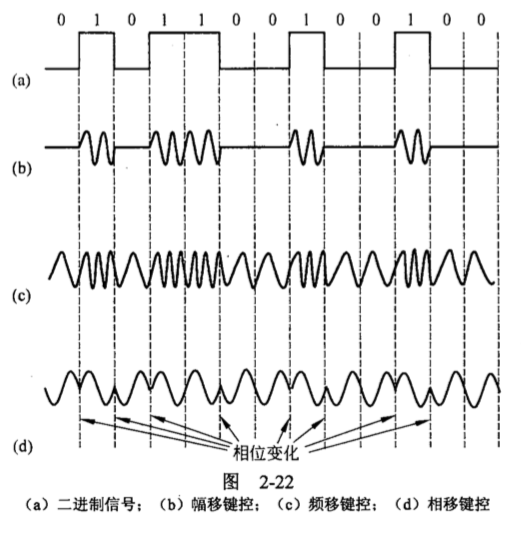 0 1 0 1 1 0 0 1 0 0 1 0 0
(a)
(b)
(c)
(d)
相位变化
图 2-22
(a) 二进制信号; (b) 幅移键控; (c) 频移键控; (d) 相移键控